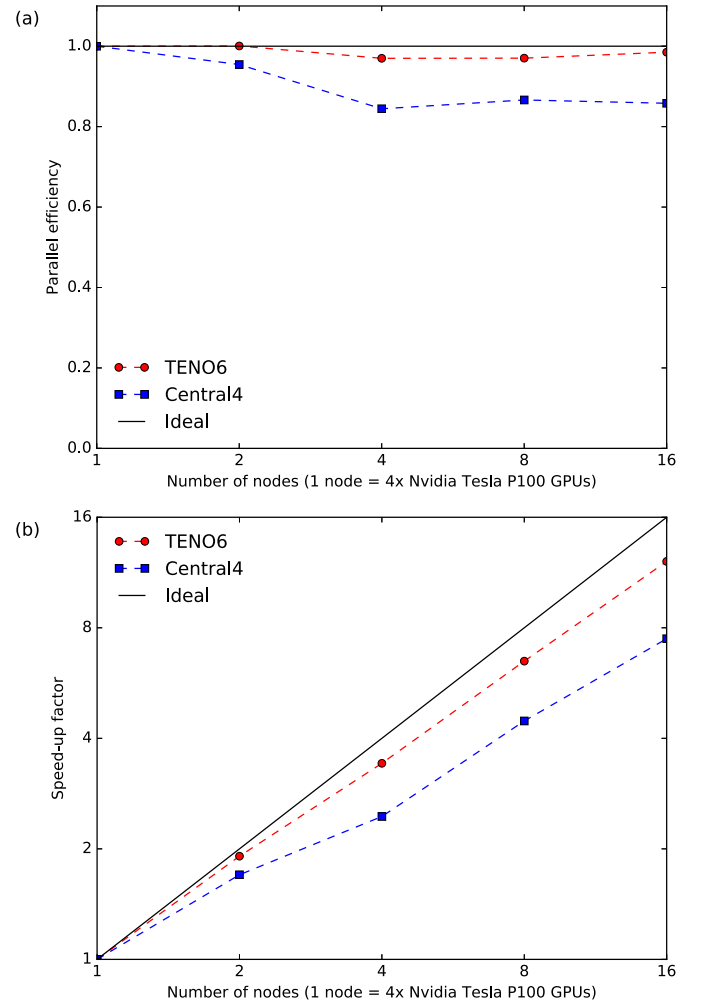 (a)
1.0
0.8
0.6
0.4
0.2
0.0
Parallel efficiency
TENO6
Central4
Ideal
1 2 4 8 16
Number of nodes (1 node = 4x Nvidia Tesla P100 GPUs)
(b)
16
8
4
2
1
Speed-up factor
TENO6
Central4
Ideal
1 2 4 8 16
Number of nodes (1 node = 4x Nvidia Tesla P100 GPUs)